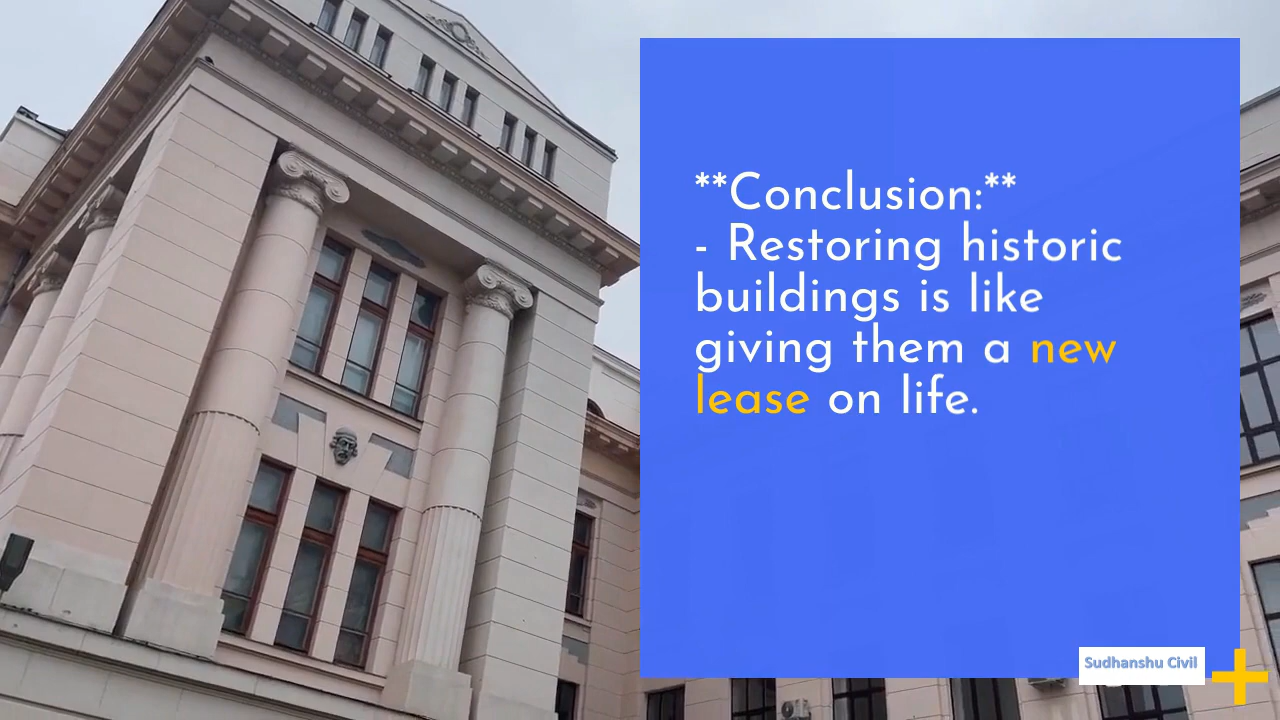 **Conclusion:**
- Restoring historic
buildings is like
giving them a new
lease on life.
Sudhanshu Civil